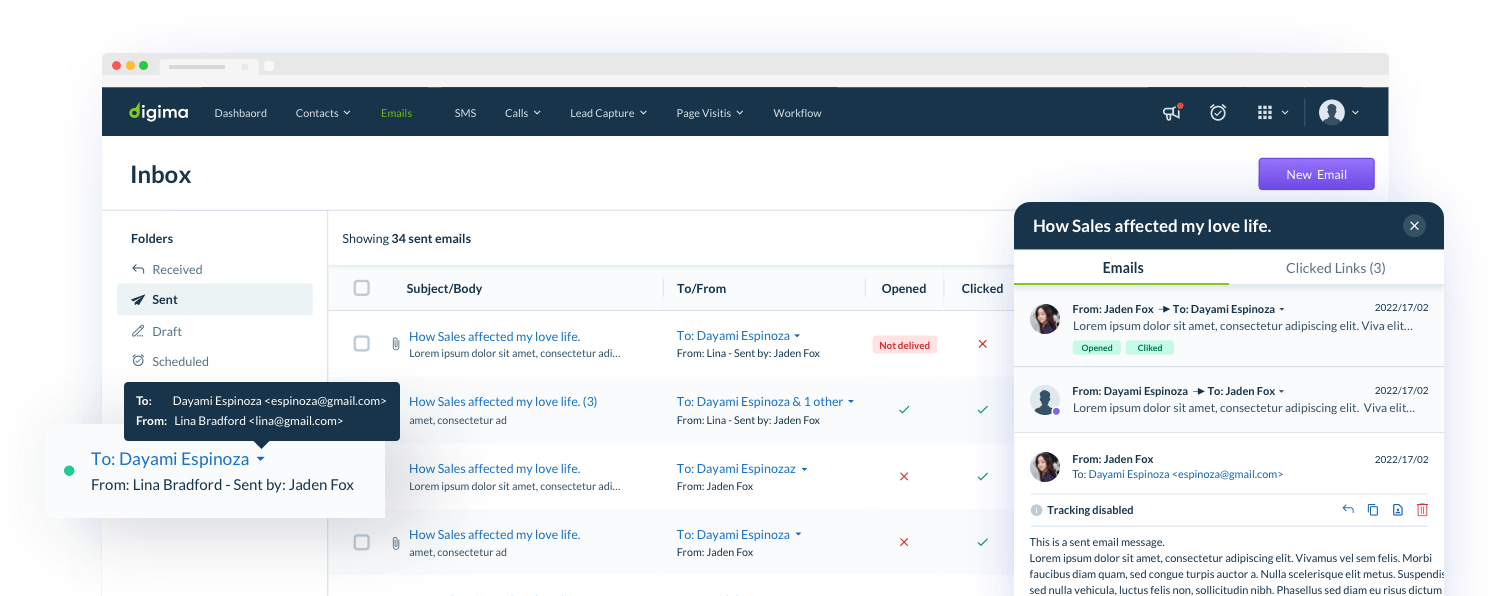 digima Dashbaord Contacts Emails SMS Calls Lead Capture Page Visitis Workflow
Inbox
New Email
Folders
Received
Sent
Draft
Scheduled
To: Dayami Espinoza <espinoza@gmail.com>
From: Lina Bradford <lina@gmail.com>
To: Dayami Espinoza
From: Lina Bradford - Sent by: Jaden Fox
Showing 34 sent emails
Subject/Body To/From Opened Clicked
How Sales affected my love life. To: Dayami Espinoza
Lorem ipsum dolor sit amet, consectetur adi... From: Lina - Sent by: Jaden Fox Not delived
How Sales affected my love life. (3) To: Dayami Espinoza & 1 other
amet, consectetur ad From: Lina - Sent by: Jaden Fox
How Sales affected my love life. To: Dayami Espinozaz
Lorem ipsum dolor sit amet, consectetur adi... From: Jaden Fox
How Sales affected my love life. To: Dayami Espinoza
amet, consectetur ad From: Jaden Fox
How Sales affected my love life.
Emails Clicked Links (3)
From: Jaden Fox To: Dayami Espinoza 2022/17/02
Lorem ipsum dolor sit amet, consectetur adipiscing elit. Viva elit...
Opened Cliked
From: Dayami Espinoza To: Jaden Fox 2022/17/02
Lorem ipsum dolor sit amet, consectetur adipiscing elit. Viva elit...
From: Jaden Fox 2022/17/02
To: Dayami Espinoza <espinoza@gmail.com>
Tracking disabled
This is a sent email message.
Lorem ipsum dolor sit amet, consectetur adipiscing elit. Vivamus vel sem felis. Morbi
faucibus diam quam, sed congue turpis auctor a. Nulla scelerisque elit metus. Suspendis
sed nulla vehicula, luctus felis non, sollicitudin nibh. Phasellus sed diam eu risus dictum